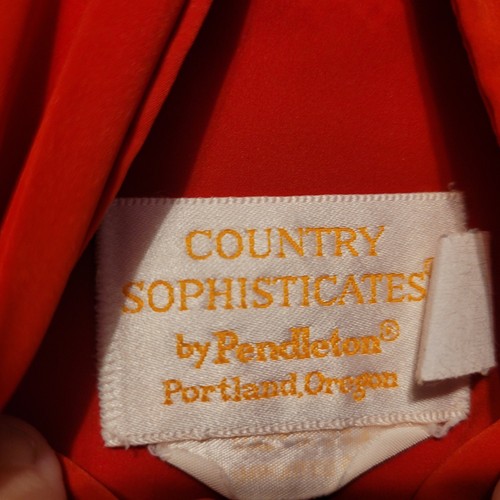 COUNTRY
SOPHISTICATES®
by Pendleton®
Portland, Oregon